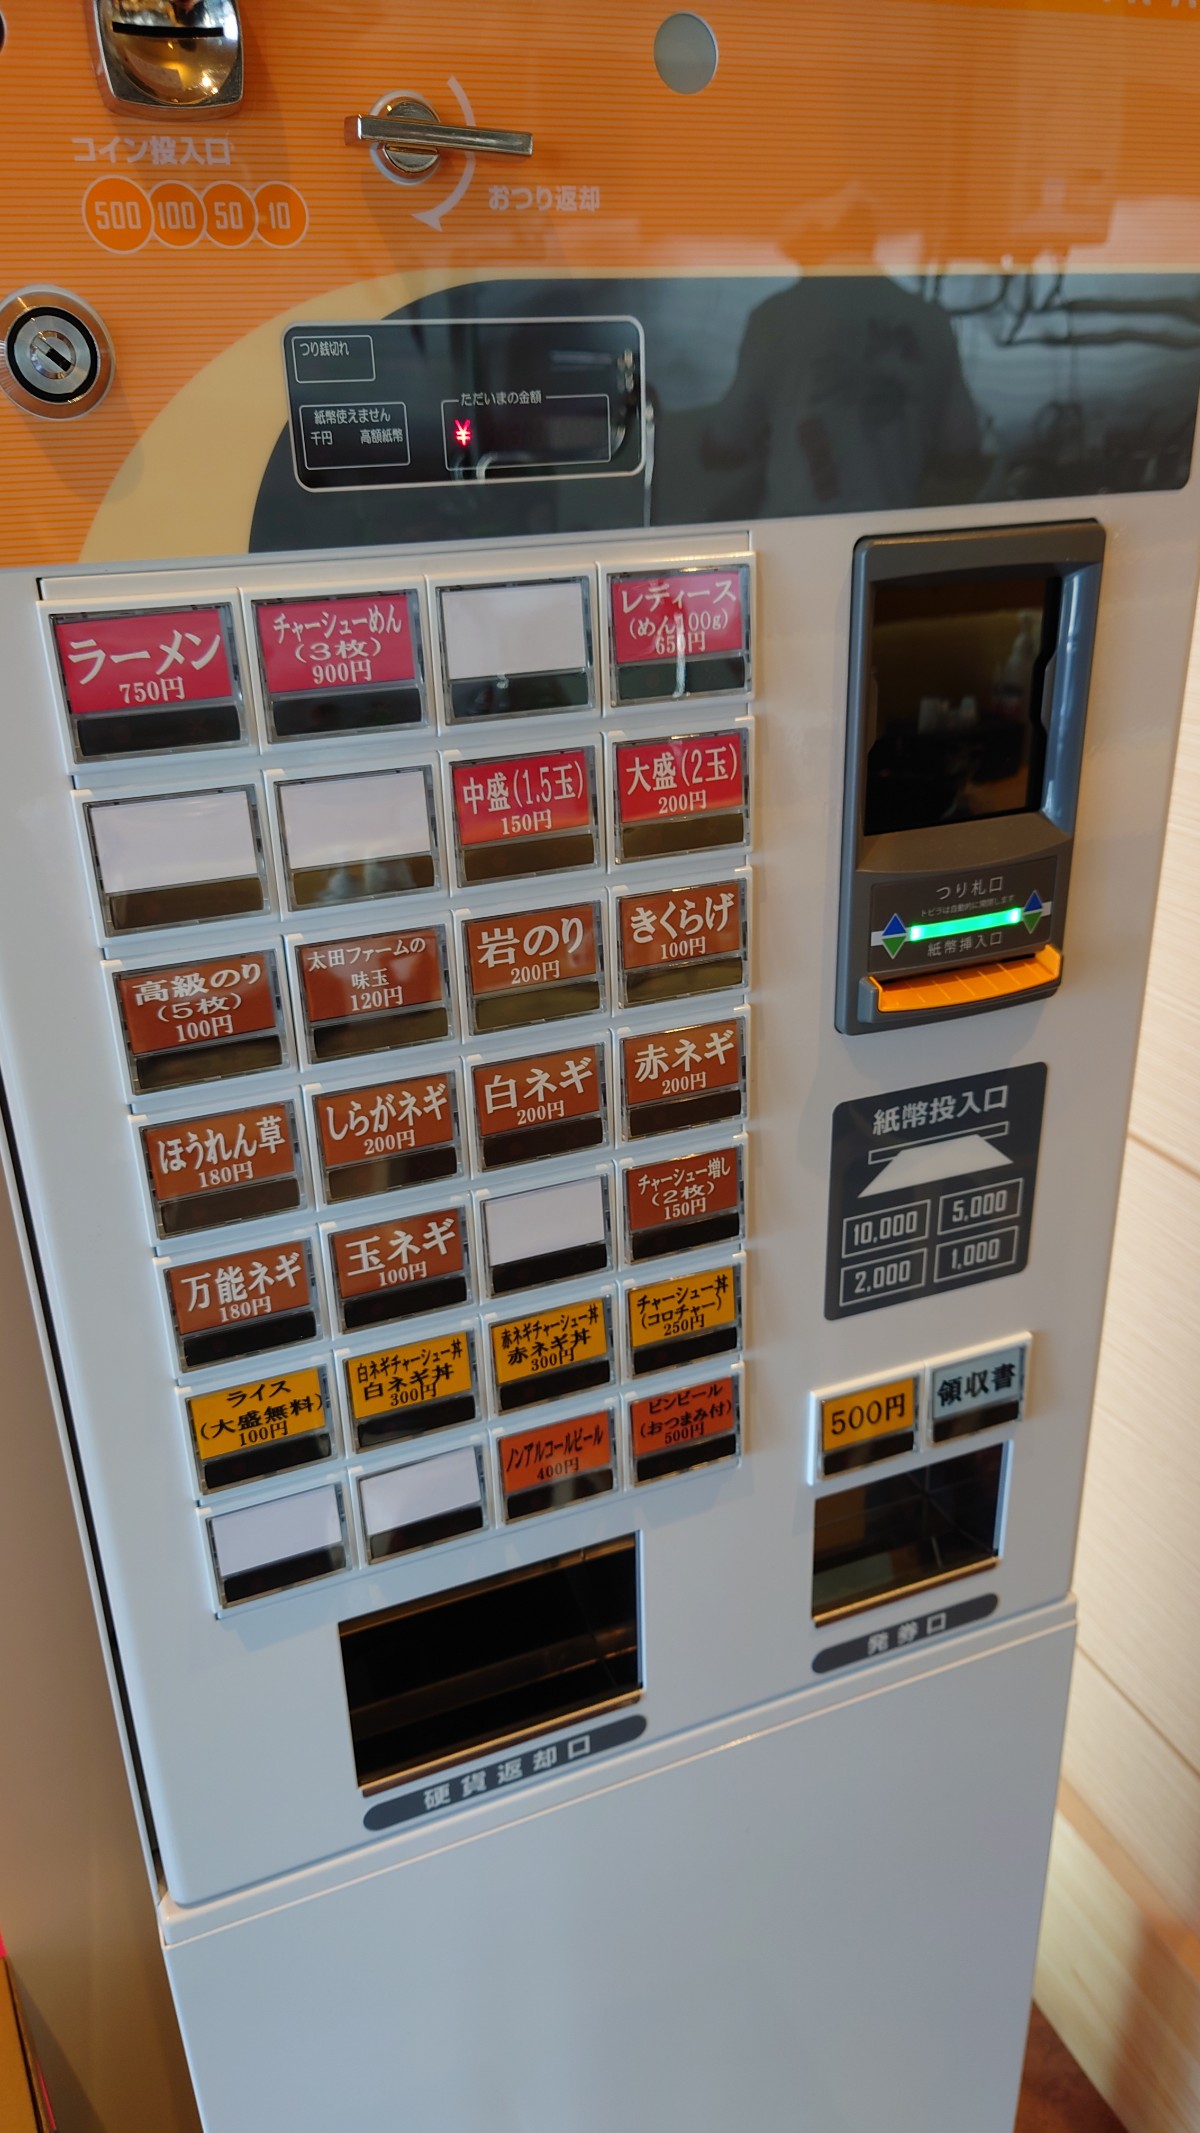 コイン投入口
500 100 50 10
おつり返却
つり銭切れ
紙幣使えません
千円 高額紙幣
ただいまの金額
¥
ラーメン
750円
チャーシューめん
(3枚)
900円
レディース
(めん100g)
650円
中盛(1.5玉)
150円
大盛(2玉)
200円
高級のり
(5枚)
100円
太田ファームの
味玉
120円
岩のり
200円
きくらげ
100円
ほうれん草
180円
しらがネギ
200円
白ネギ
200円
赤ネギ
200円
万能ネギ
180円
玉ネギ
100円
チャーシュー増し
(2枚)
150円
ライス
(大盛無料)
100円
白ネギチャーシュー丼
白ネギ丼
300円
赤ネギチャーシュー丼
赤ネギ丼
300円
チャーシュー丼
(コロチャー)
250円
ノンアルコールビール
400円
ビンビール
(おつまみ付)
500円
つり札口
トビラは自動的に開閉します
紙幣挿入口
紙幣投入口
10,000 5,000
2,000 1,000
500円
領収書
発券口
硬貨返却口